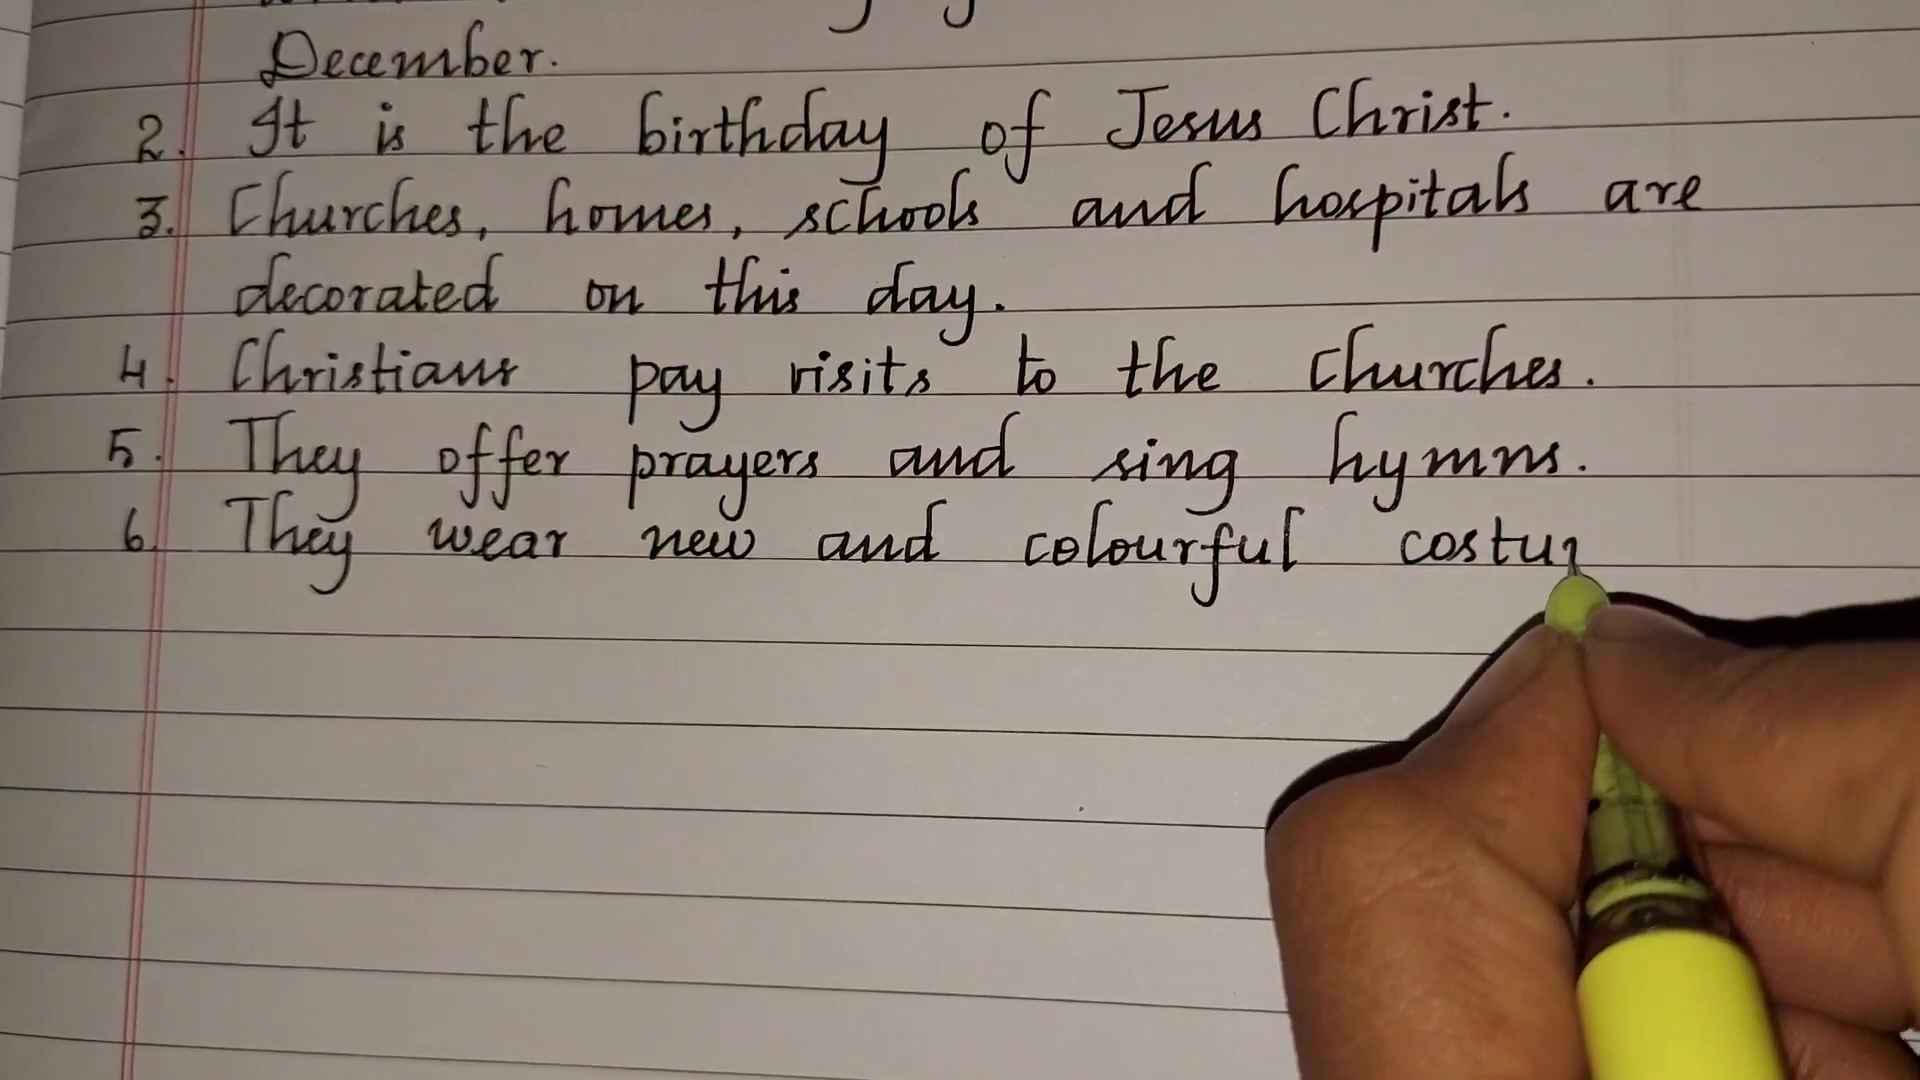 December.
2. It is the birthday of Jesus Christ.
3. Churches, homes, schools and hospitals are
decorated on this day.
4. Christians pay visits to the Churches.
5. They offer prayers and sing hymns.
6. They wear new and colourful costu